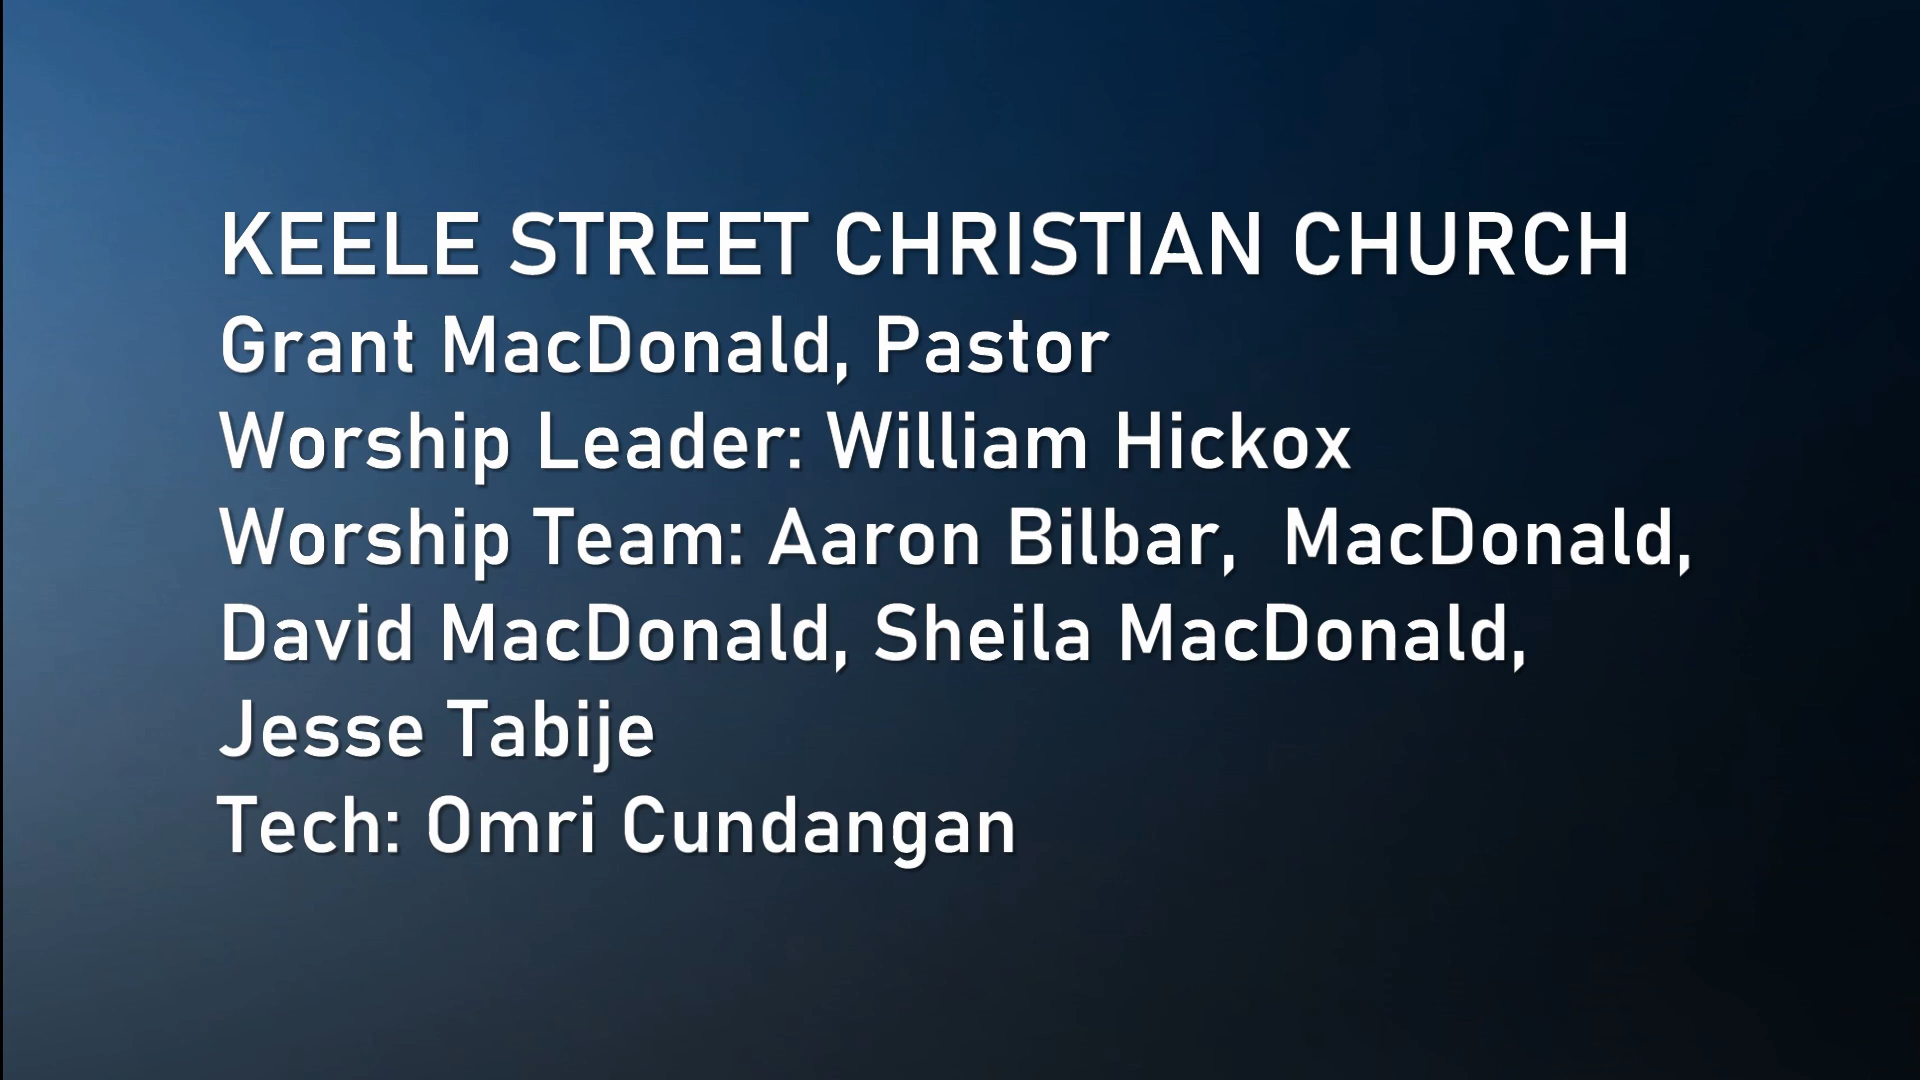 KEELE STREET CHRISTIAN CHURCH
Grant MacDonald, Pastor
Worship Leader: William Hickox
Worship Team: Aaron Bilbar,  MacDonald,
David MacDonald, Sheila MacDonald,
Jesse Tabije
Tech: Omri Cundangan